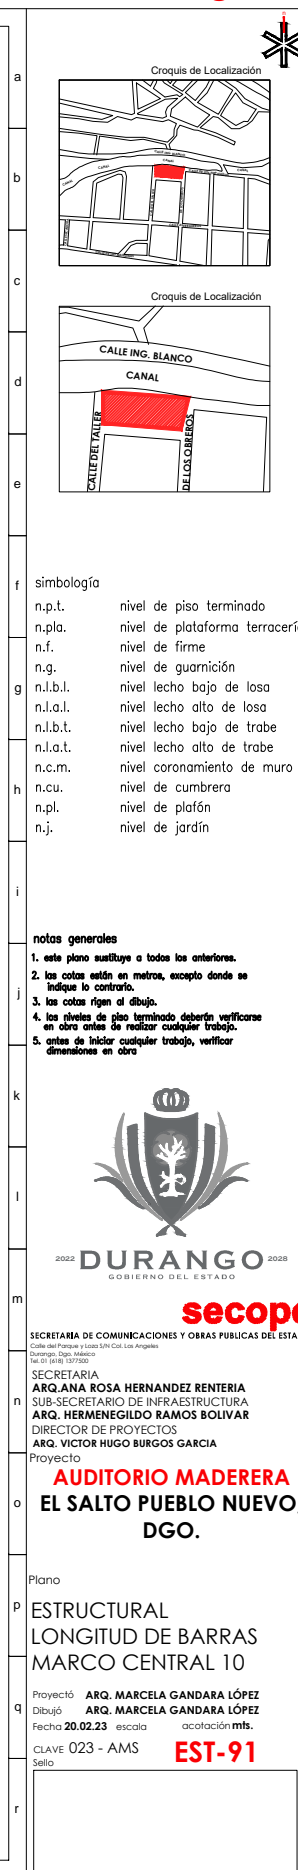 a
Croquis de Localización
b
c
Croquis de Localización
CALLE ING. BLANCO
d
CANAL
CALLE DEL TALLER
DE LOS OBREROS
e
f
simbología
n.p.t. nivel de piso terminado
n.pla. nivel de plataforma terracerí
n.f. nivel de firme
n.g. nivel de guarnición
g
n.l.b.l. nivel lecho bajo de losa
n.l.a.l. nivel lecho alto de losa
n.l.b.t. nivel lecho bajo de trabe
n.l.a.t. nivel lecho alto de trabe
n.c.m. nivel coronamiento de muro
h
n.cu. nivel de cumbrera
n.pl. nivel de plafón
n.j. nivel de jardín
i
notas generales
1. este plano sustituye a todos los anteriores.
2. las cotas están en metros, excepto donde se
indique lo contrario.
j
3. las cotas rigen al dibujo.
4. los niveles de piso terminado deberán verificarse
en obra antes de realizar cualquier trabajo.
5. antes de iniciar cualquier trabajo, verificar
dimensiones en obra
k
l
2022 DURANGO 2028
GOBIERNO DEL ESTADO
m
secope
SECRETARIA DE COMUNICACIONES Y OBRAS PUBLICAS DEL ESTA
Calle del Parque y Loza S/N Col. Los Angeles
Durango, Dgo. México
Tel. 01 (618) 1377500
SECRETARIA
ARQ.ANA ROSA HERNANDEZ RENTERIA
n
SUB-SECRETARIO DE INFRAESTRUCTURA
ARQ. HERMENEGILDO RAMOS BOLIVAR
DIRECTOR DE PROYECTOS
ARQ. VICTOR HUGO BURGOS GARCIA
Proyecto
AUDITORIO MADERERA
o
EL SALTO PUEBLO NUEVO,
DGO.
Plano
p
ESTRUCTURAL
LONGITUD DE BARRAS
MARCO CENTRAL 10
Proyectó ARQ. MARCELA GANDARA LÓPEZ
q
Dibujó ARQ. MARCELA GANDARA LÓPEZ
Fecha 20.02.23 escala acotación mts.
CLAVE 023 - AMS EST-91
Sello
r